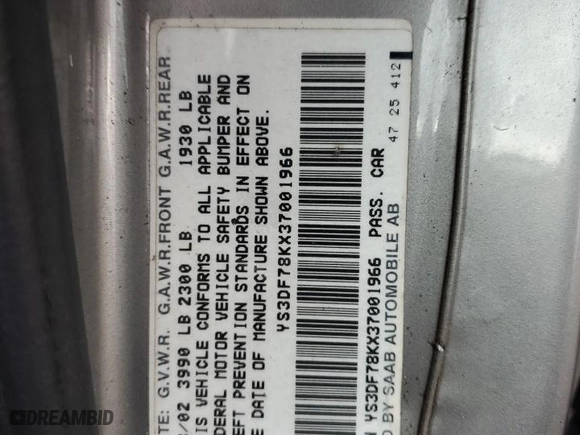 TE: G.V.W.R. G.A.W.R.FRONT G.A.W.R.REAR
/02 3990 LB 2300 LB 1930 LB
IS VEHICLE CONFORMS TO ALL APPLICABLE
DERAL MOTOR VEHICLE SAFETY BUMPER AND
EFT PREVENTION STANDARDS IN EFFECT ON
E DATE OF MANUFACTURE SHOWN ABOVE.
YS3DF78KX37001966
YS3DF78KX37001966 PASS. CAR
D BY SAAB AUTOMOBILE AB
47 25 412
DREAMBID